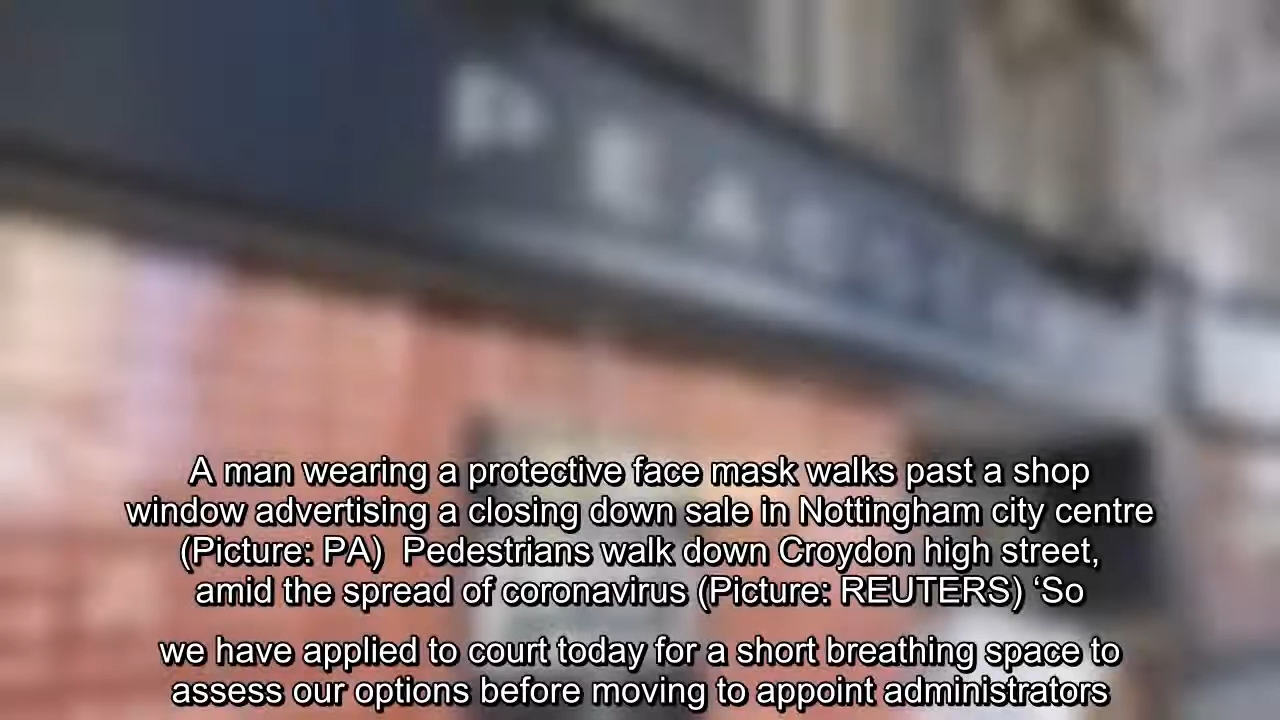 A man wearing a protective face mask walks past a shop
window advertising a closing down sale in Nottingham city centre
(Picture: PA)  Pedestrians walk down Croydon high street,
amid the spread of coronavirus (Picture: REUTERS) ‘So
we have applied to court today for a short breathing space to
assess our options before moving to appoint administrators